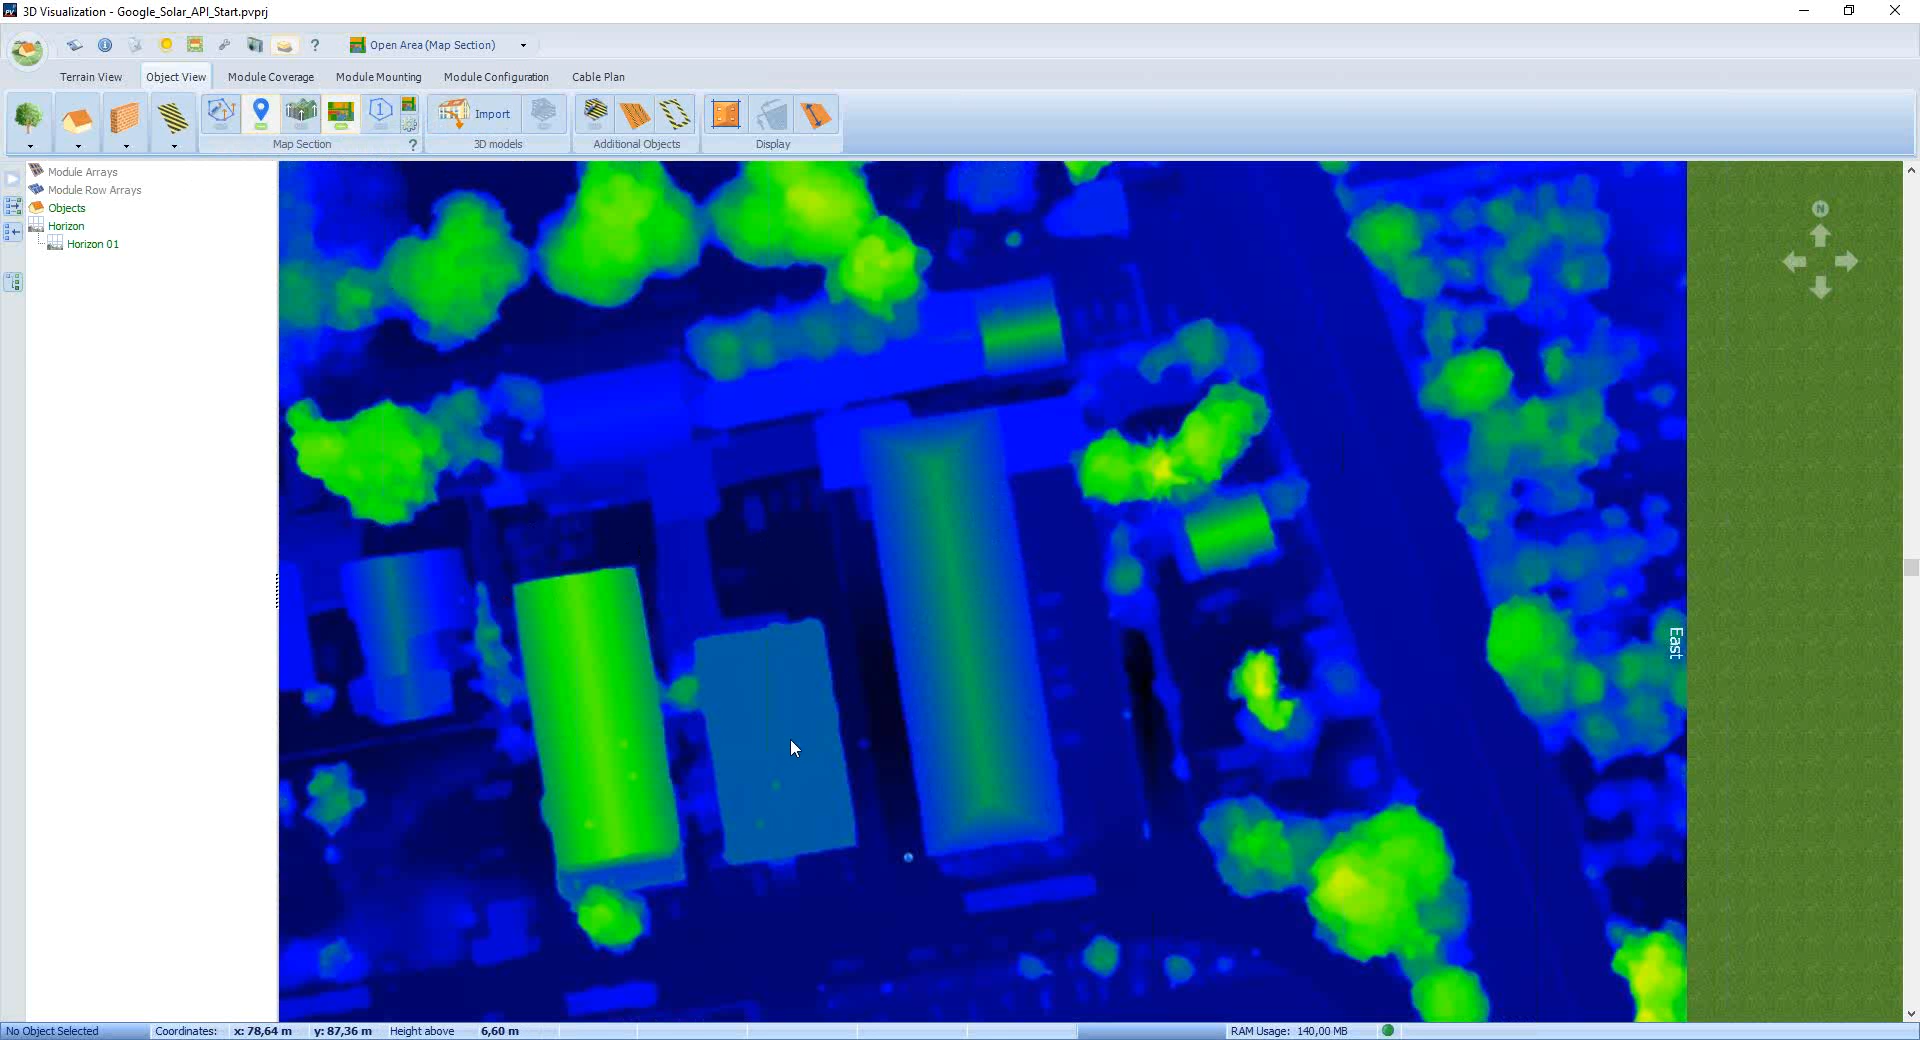 3D Visualization - Google_Solar_API_Start.pvprj
Open Area (Map Section)
Terrain View
Object View
Module Coverage
Module Mounting
Module Configuration
Cable Plan
Import
Map Section
?
3D models
Additional Objects
Display
Module Arrays
Module Row Arrays
Objects
Horizon
Horizon 01
N
East
No Object Selected
Coordinates:
x: 78,64 m
y: 87,36 m
Height above
6,60 m
RAM Usage: 140,00 MB